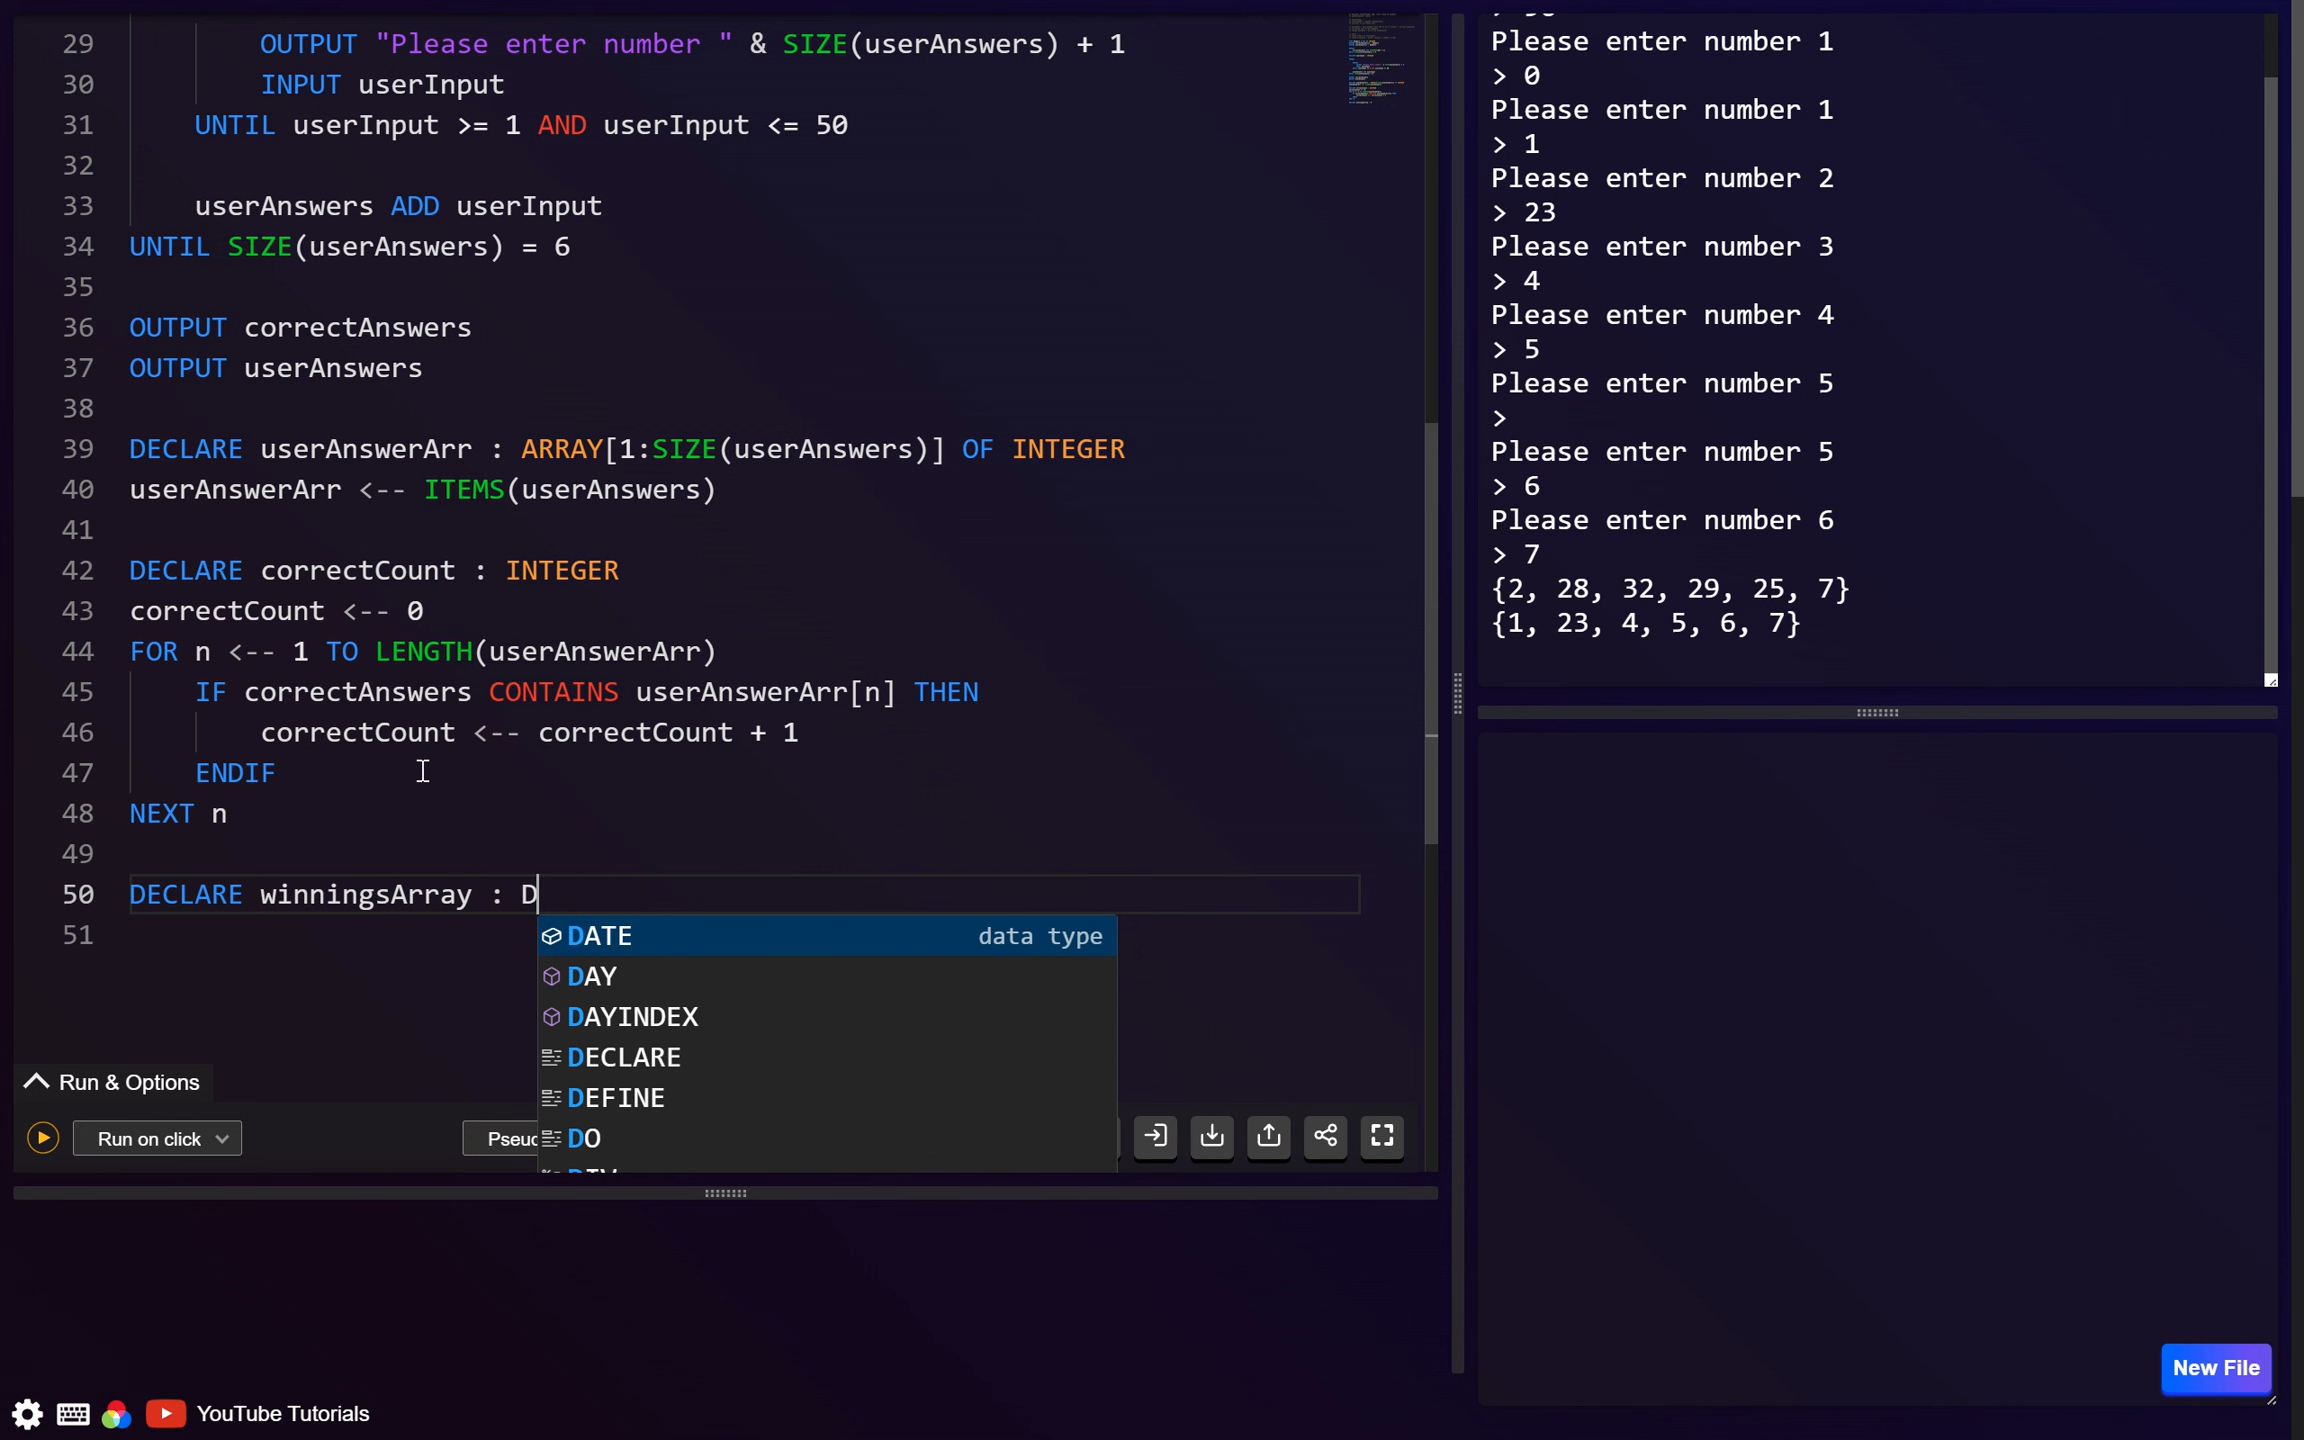 29 OUTPUT "Please enter number " & SIZE(userAnswers) + 1
30 INPUT userInput
31 UNTIL userInput >= 1 AND userInput <= 50
32
33 userAnswers ADD userInput
34 UNTIL SIZE(userAnswers) = 6
35
36 OUTPUT correctAnswers
37 OUTPUT userAnswers
38
39 DECLARE userAnswerArr : ARRAY[1:SIZE(userAnswers)] OF INTEGER
40 userAnswerArr <-- ITEMS(userAnswers)
41
42 DECLARE correctCount : INTEGER
43 correctCount <-- 0
44 FOR n <-- 1 TO LENGTH(userAnswerArr)
45 IF correctAnswers CONTAINS userAnswerArr[n] THEN
46 correctCount <-- correctCount + 1
47 ENDIF
48 NEXT n
49
50 DECLARE winningsArray : D
51
DATE data type
DAY
DAYINDEX
DECLARE
DEFINE
DO
Run & Options
Run on click
Pseud
Please enter number 1
> 0
Please enter number 1
> 1
Please enter number 2
> 23
Please enter number 3
> 4
Please enter number 4
> 5
Please enter number 5
>
Please enter number 5
> 6
Please enter number 6
> 7
{2, 28, 32, 29, 25, 7}
{1, 23, 4, 5, 6, 7}
New File
YouTube Tutorials